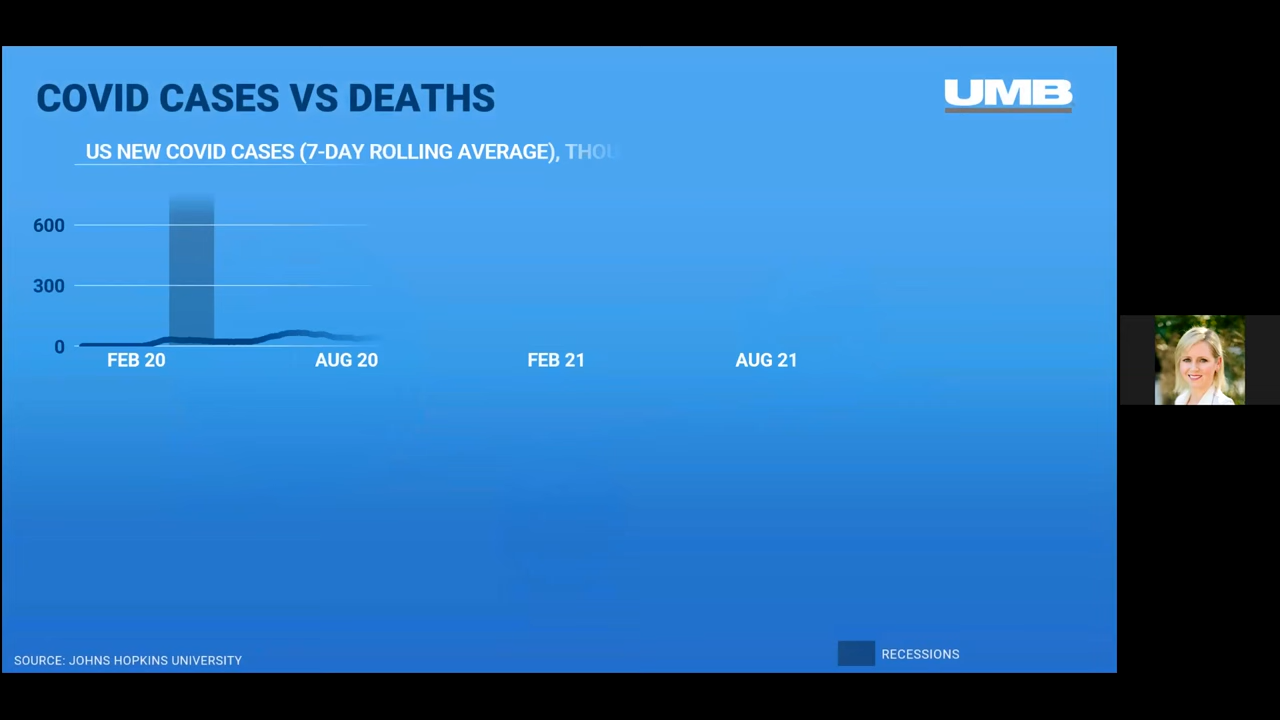 COVID CASES VS DEATHS
UMB
US NEW COVID CASES (7-DAY ROLLING AVERAGE),
600
300
0
FEB 20 AUG 20 FEB 21 AUG 21
SOURCE: JOHNS HOPKINS UNIVERSITY
RECESSIONS